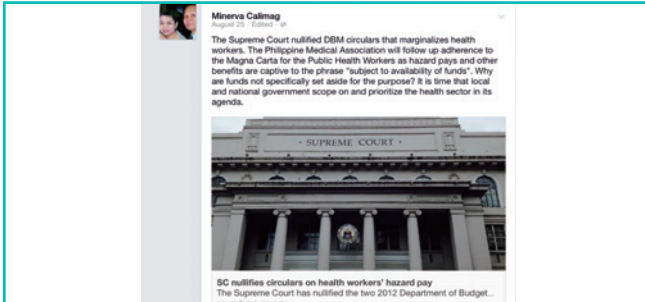 Minerva Calimag
August 25 · Edited ·
The Supreme Court nullified DBM circulars that marginalizes health
workers. The Philippine Medical Association will follow up adherence to
the Magna Carta for the Public Health Workers as hazard pays and other
benefits are captive to the phrase "subject to availability of funds". Why
are funds not specifically set aside for the purpose? It is time that local
and national government scope on and prioritize the health sector in its
agenda.
· SUPREME COURT ·
SC nullifies circulars on health workers' hazard pay
The Supreme Court has nullified the two 2012 Department of Budget...